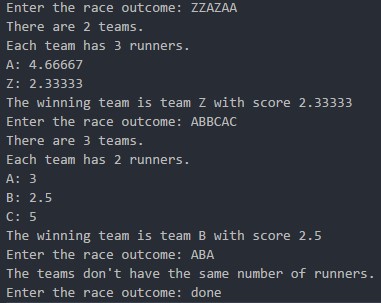 Enter the race outcome: ZZAZAA
There are 2 teams.
Each team has 3 runners.
A: 4.66667
Z: 2.33333
The winning team is team Z with score 2.33333
Enter the race outcome: ABBCAC
There are 3 teams.
Each team has 2 runners.
A: 3
B: 2.5
C: 5
The winning team is team B with score 2.5
Enter the race outcome: ABA
The teams don't have the same number of runners.
Enter the race outcome: done